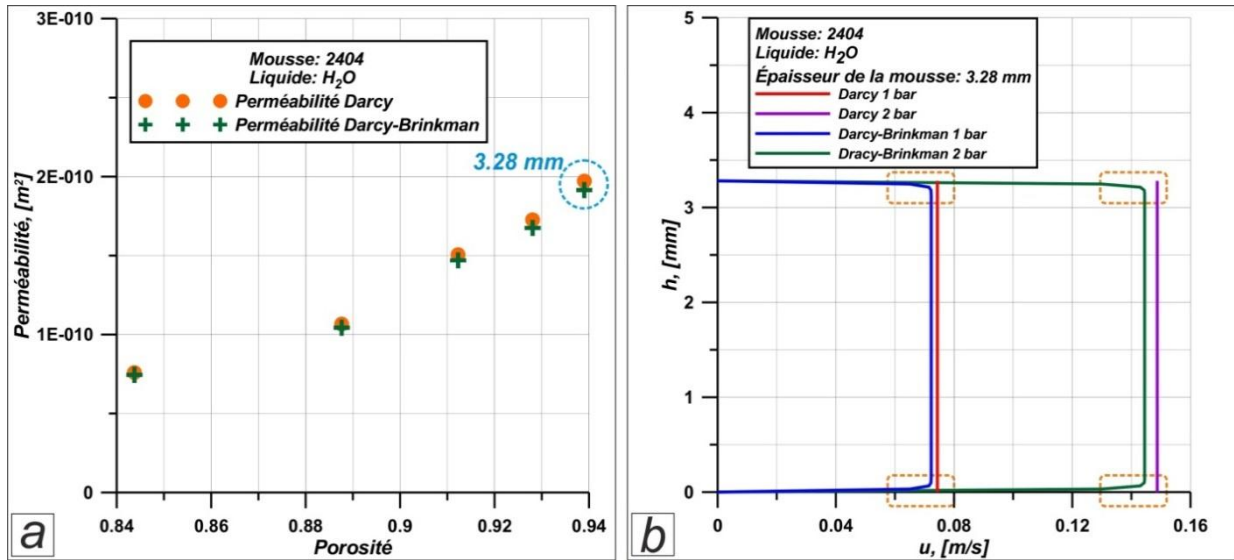 3E-010
2E-010
1E-010
0
Perméabilité, [m²]
Mousse: 2404
Liquide: H₂O
Perméabilité Darcy
Perméabilité Darcy-Brinkman
3.28 mm
0.84
0.86
0.88
0.9
0.92
0.94
Porosité
a
5
4
3
2
1
0
h, [mm]
Mousse: 2404
Liquide: H₂O
Épaisseur de la mousse: 3.28 mm
Darcy 1 bar
Darcy 2 bar
Darcy-Brinkman 1 bar
Dracy-Brinkman 2 bar
0
0.04
0.08
0.12
0.16
u, [m/s]
b